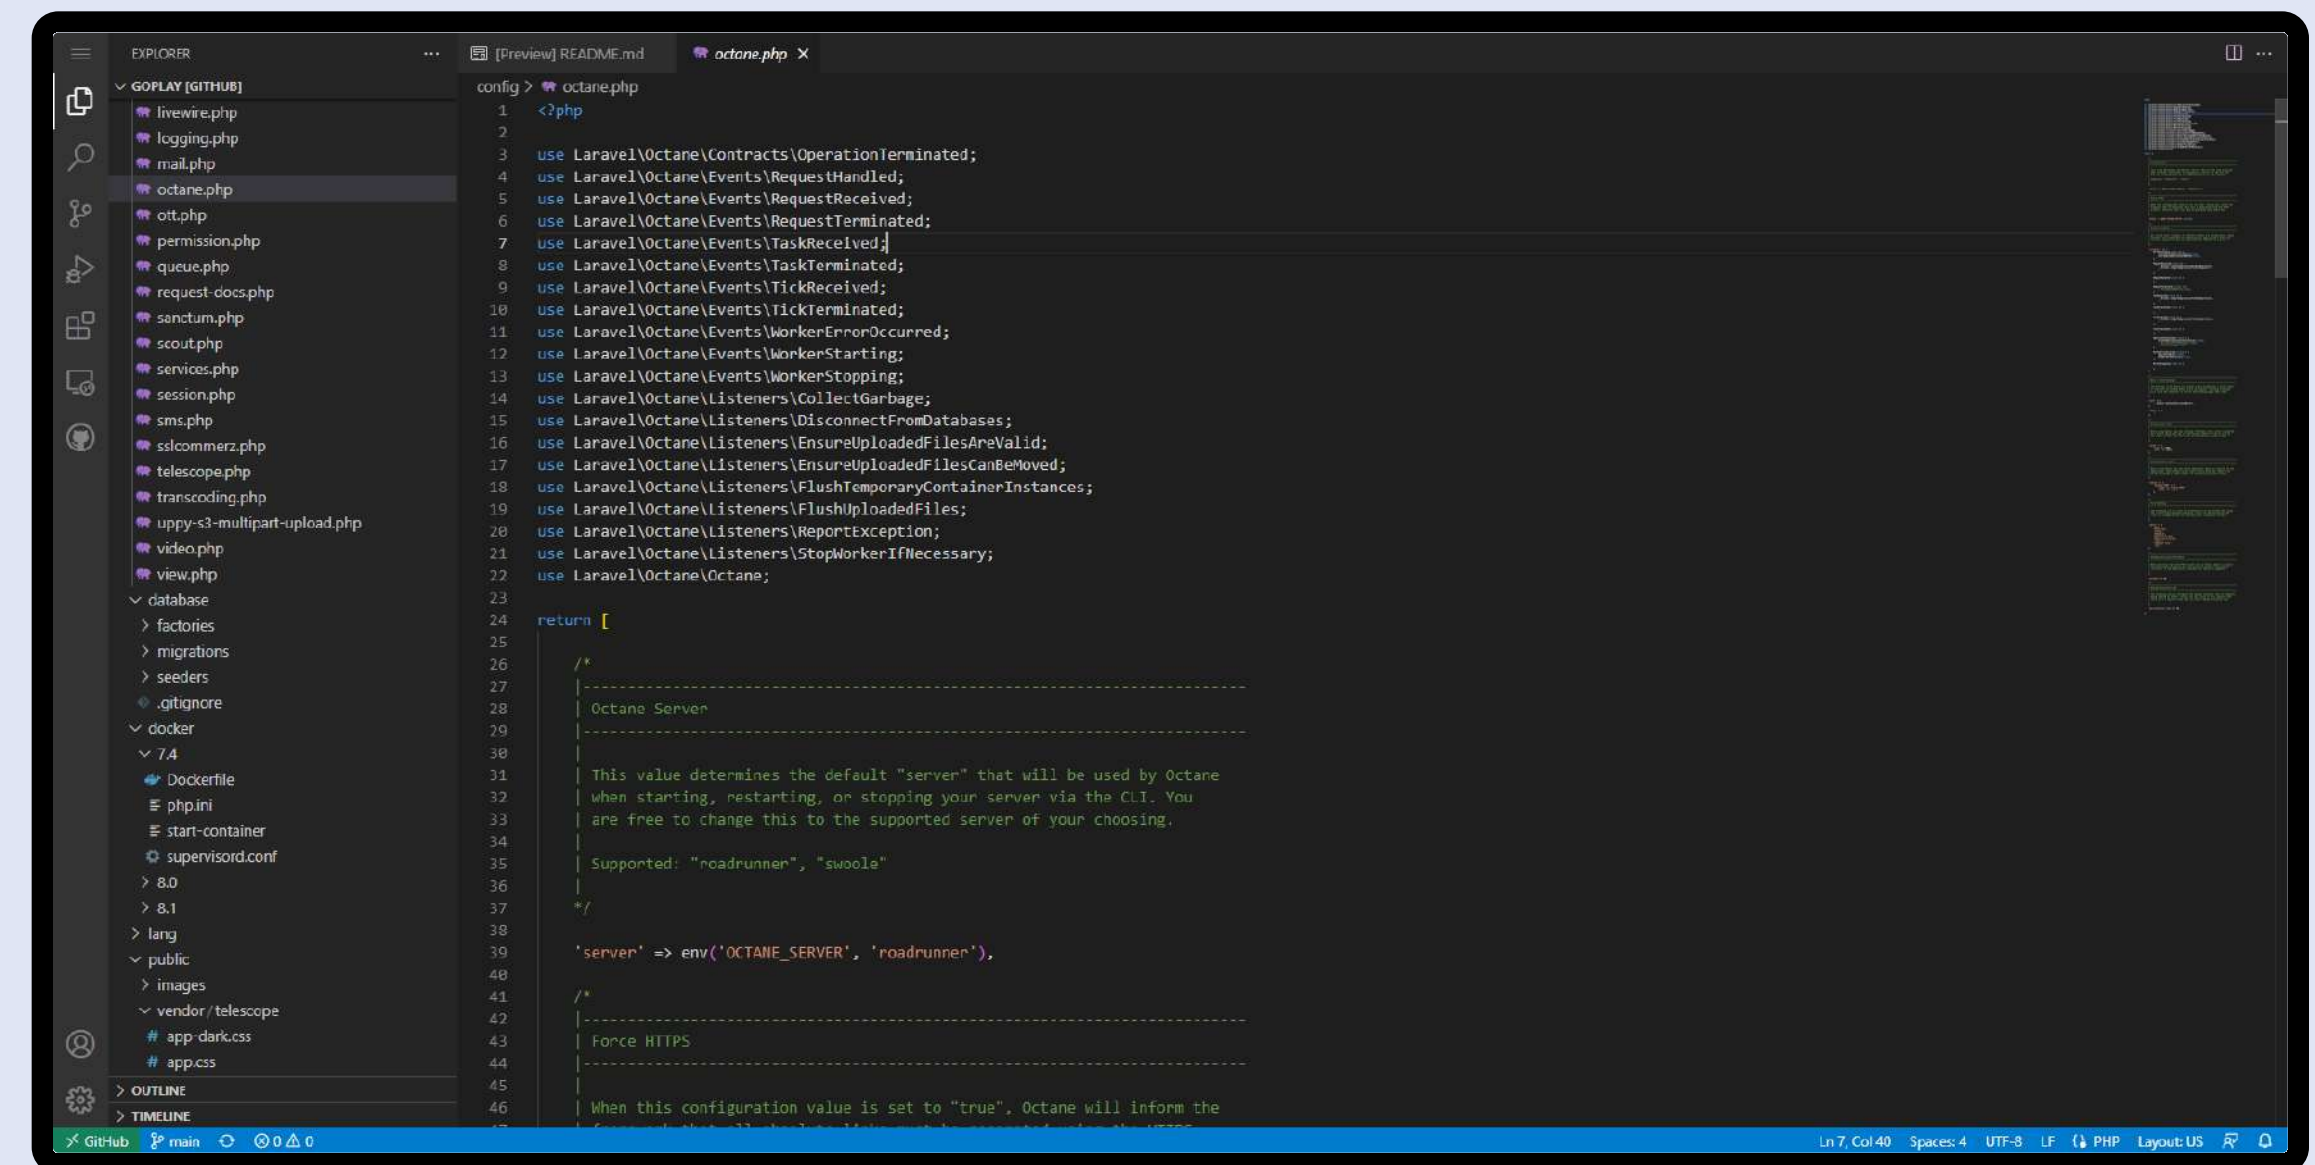 EXPLORER
GOPLAY [GITHUB]
livewire.php
logging.php
mail.php
octane.php
ott.php
permission.php
queue.php
request-docs.php
sanctum.php
scout.php
services.php
session.php
sms.php
sslcommerz.php
telescope.php
transcoding.php
uppy-s3-multipart-upload.php
video.php
view.php
database
factories
migrations
seeders
.gitignore
docker
7.4
Dockerfile
php.ini
start-container
supervisord.conf
8.0
8.1
lang
public
images
vendor/telescope
# app-dark.css
# app.css
OUTLINE
TIMELINE
[Preview] README.md octane.php
config > octane.php
1 <?php
2
3 use Laravel\Octane\Contracts\OperationTerminated;
4 use Laravel\Octane\Events\RequestHandled;
5 use Laravel\Octane\Events\RequestReceived;
6 use Laravel\Octane\Events\RequestTerminated;
7 use Laravel\Octane\Events\TaskReceived;
8 use Laravel\Octane\Events\TaskTerminated;
9 use Laravel\Octane\Events\TickReceived;
10 use Laravel\Octane\Events\TickTerminated;
11 use Laravel\Octane\Events\WorkerErrorOccurred;
12 use Laravel\Octane\Events\WorkerStarting;
13 use Laravel\Octane\Events\WorkerStopping;
14 use Laravel\Octane\Listeners\CollectGarbage;
15 use Laravel\Octane\Listeners\DisconnectFromDatabases;
16 use Laravel\Octane\Listeners\EnsureUploadedFilesAreValid;
17 use Laravel\Octane\Listeners\EnsureUploadedFilesCanBeMoved;
18 use Laravel\Octane\Listeners\FlushTemporaryContainerInstances;
19 use Laravel\Octane\Listeners\FlushUploadedFiles;
20 use Laravel\Octane\Listeners\ReportException;
21 use Laravel\Octane\Listeners\StopWorkerIfNecessary;
22 use Laravel\Octane\Octane;
23
24 return [
25
26 /*
27 |--------------------------------------------------------------------------
28 | Octane Server
29 |--------------------------------------------------------------------------
30 |
31 | This value determines the default "server" that will be used by Octane
32 | when starting, restarting, or stopping your server via the CLI. You
33 | are free to change this to the supported server of your choosing.
34 |
35 | Supported: "roadrunner", "swoole"
36 |
37 */
38
39 'server' => env('OCTANE_SERVER', 'roadrunner'),
40
41 /*
42 |--------------------------------------------------------------------------
43 | Force HTTPS
44 |--------------------------------------------------------------------------
45 |
46 | When this configuration value is set to "true", Octane will inform the
GitHub main 0 0
Ln 7, Col 40 Spaces: 4 UTF-8 LF PHP Layout: US